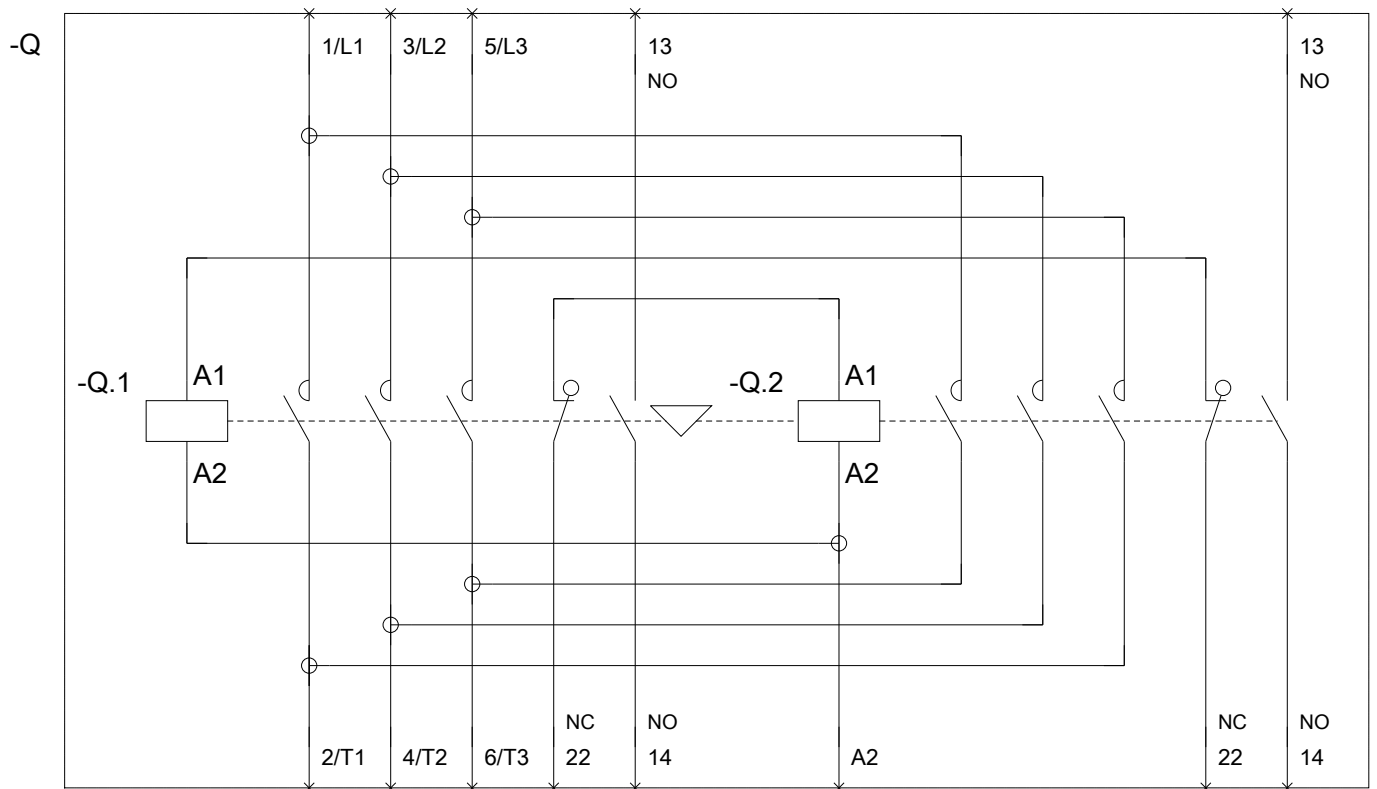 -Q
1/L1 3/L2 5/L3 13 13
NO NO
-Q.1 A1 -Q.2 A1
A2 A2
NC NO NC NO
2/T1 4/T2 6/T3 22 14 A2 22 14